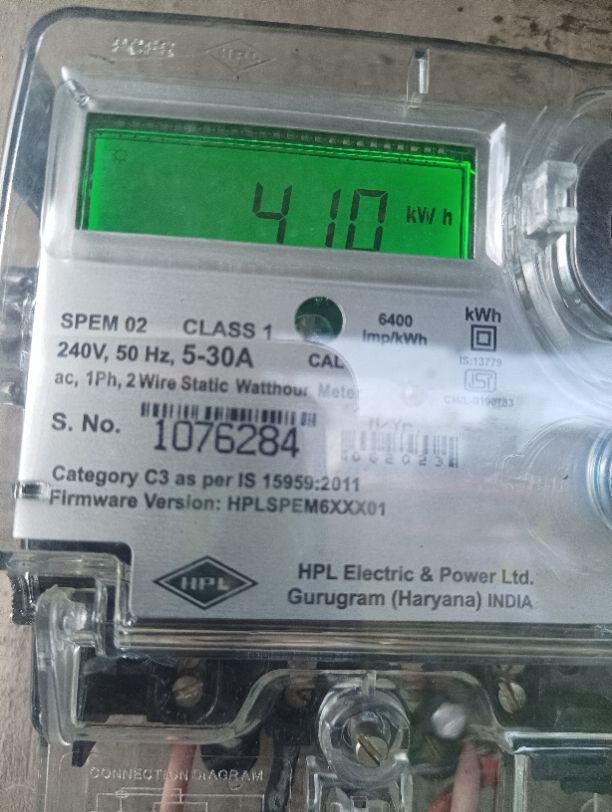 HPL
410 kWh
SPEM 02 CLASS 1 6400 imp/kWh kWh
240V, 50 Hz, 5-30A CAL IS:13779
ac, 1Ph, 2 Wire Static Watthour Meter
S. No. 1076284 M/Yr
Category C3 as per IS 15959:2011
Firmware Version: HPLSPEM6XXX01
HPL
HPL Electric & Power Ltd.
Gurugram (Haryana) INDIA
CONNECTION DIAGRAM